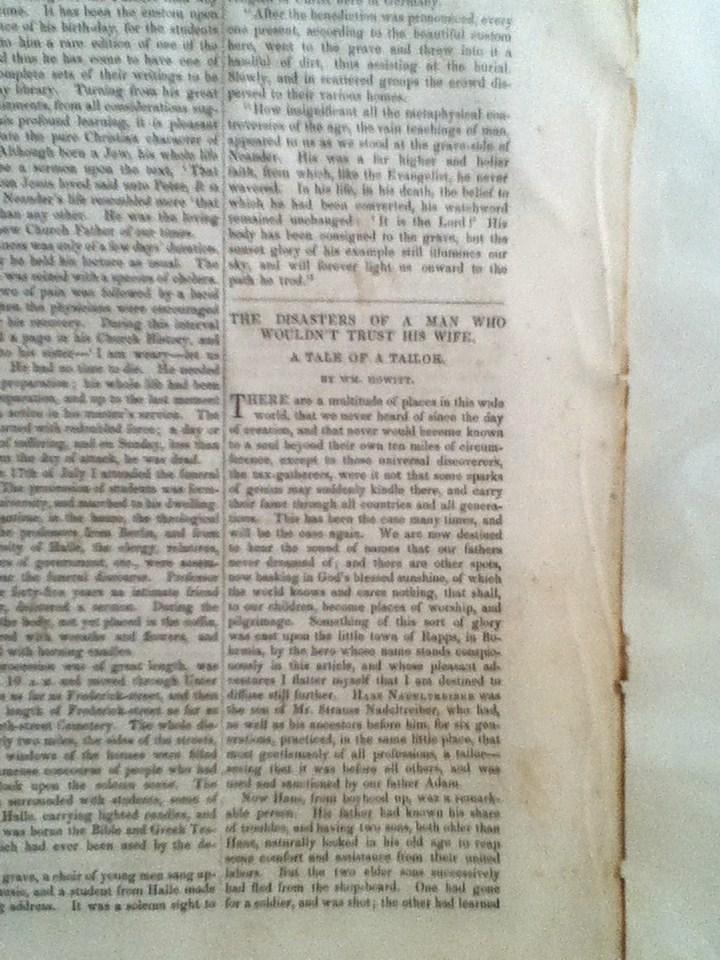 une. It has been the custom upon
ce of his birth-day, for the students
to him a rare edition of one of the
d thus he has come to have one of
omplete sets of their writings to be
y library. Turning from his great
inments, from all considerations sug-
is profound learning, it is pleasant
ate the pure Christian character of
Although born a Jew, his whole life
be a sermon upon the text, 'That
om Jesus loved said unto Peter, It is
Neander's life resembled more 'that
han any other. He was the loving
new Church Father of our times.
ness was only of a few days' duration.
y he held his lecture as usual. The
was seized with a species of cholera.
wo of pain was followed by a lucid
en the physicians were encouraged
his recovery. During this interval
d a page in his Church History, and
to his sister—'I am weary—let us
He had no time to die. He needed
preparation; his whole life had been
eparation, and up to the last moment
active in his master's service. The
urned with redoubled force; a day or
of suffering, and on Sunday, less than
om the day of attack, he was dead.
e 17th of July I attended the funeral
The procession of students was form-
versity, and marched to his dwelling.
in the house, the theological
he professors from Berlin, and from
sity of Halle, the clergy, relatives,
rs of government, etc., were assem-
ear the funeral discourse. Professor
forty-five years an intimate friend
r, delivered a sermon. During the
the body, not yet placed in the coffin,
red with wreaths and flowers, and
with burning candles.
rocession was of great length, was
10 A.M. and moved through Unter
n as far as Frederick-street, and then
length of Frederick-street as far as
th-street Cemetery. The whole dis-
rly two miles, the sides of the streets,
windows of the houses were filled
mense concourse of people who had
look upon the solemn scene. The
surrounded with students, some of
Halle, carrying lighted candles, and
was borne the Bible and Greek Tes-
ich had ever been used by the de-
grave, a choir of young men sang ap-
usic, and a student from Halle made
g address. It was a solemn sight to
of Christ here in Germany.
"After the benediction was pronounced, every
one present, according to the beautiful custom
here, went to the grave and threw into it a
handful of dirt, thus assisting at the burial.
Slowly, and in scattered groups the crowd dis-
persed to their various homes.
"How insignificant all the metaphysical con-
troversies of the age, the vain teachings of man,
appeared to us as we stood at the grave-side of
Neander. His was a far higher and holier
faith, from which, like the Evangelist, he never
wavered. In his life, in his death, the belief to
which he had been converted, his watchword
remained unchanged: 'It is the Lord!' His
body has been consigned to the grave, but the
sunset glory of his example still illumines our
sky, and will forever light us onward to the
path he trod."
THE DISASTERS OF A MAN WHO
WOULDN'T TRUST HIS WIFE.
A TALE OF A TAILOR.
BY WM. HOWITT.
THERE are a multitude of places in this wide
world, that we never heard of since the day
of creation, and that never would become known
to a soul beyond their own ten miles of circum-
ference, except to those universal discoverers,
the tax-gatherers, were it not that some sparks
of genius may suddenly kindle there, and carry
their fame through all countries and all genera-
tions. This has been the case many times, and
will be the case again. We are now destined
to hear the sound of names that our fathers
never dreamed of; and there are other spots,
now basking in God's blessed sunshine, of which
the world knows and cares nothing, that shall,
to our children, become places of worship, and
pilgrimage. Something of this sort of glory
was cast upon the little town of Rapps, in Bo-
hemia, by the hero whose name stands conspic-
uously in this article, and whose pleasant ad-
ventures I flatter myself that I am destined to
diffuse still further. HANS NADELTREIBER was
the son of Mr. Strauss Nadeltreiber, who had,
as well as his ancestors before him, for six gen-
erations, practiced, in the same little place, that
most gentlemanly of all professions, a tailor—
seeing that it was before all others, and was
used and sanctioned by our father Adam.
Now Hans, from boyhood up, was a remark-
able person. His father had known his share
of troubles, and having two sons, both older than
Hans, naturally looked in his old age to reap
some comfort and assistance from their united
labors. But the two elder sons successively
had fled from the shopboard. One had gone
for a soldier, and was shot; the other had learned